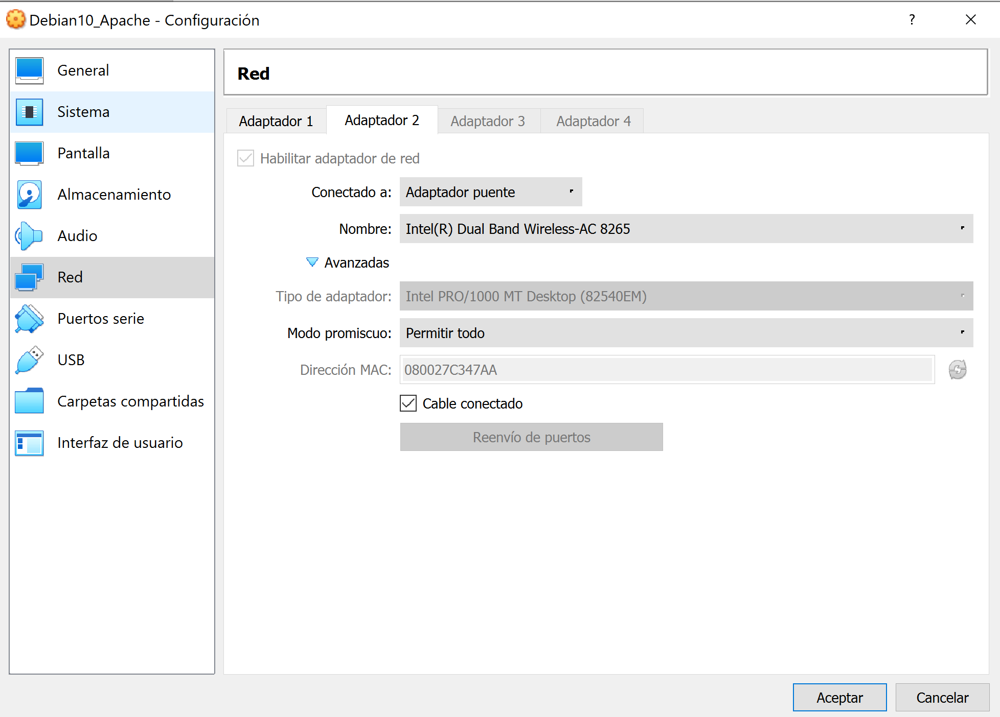 Debian10_Apache - Configuración
?
General
Sistema
Pantalla
Almacenamiento
Audio
Red
Puertos serie
USB
Carpetas compartidas
Interfaz de usuario
Red
Adaptador 1 Adaptador 2 Adaptador 3 Adaptador 4
Habilitar adaptador de red
Conectado a: Adaptador puente
Nombre: Intel(R) Dual Band Wireless-AC 8265
Avanzadas
Tipo de adaptador: Intel PRO/1000 MT Desktop (82540EM)
Modo promiscuo: Permitir todo
Dirección MAC: 080027C347AA
Cable conectado
Reenvío de puertos
Aceptar Cancelar